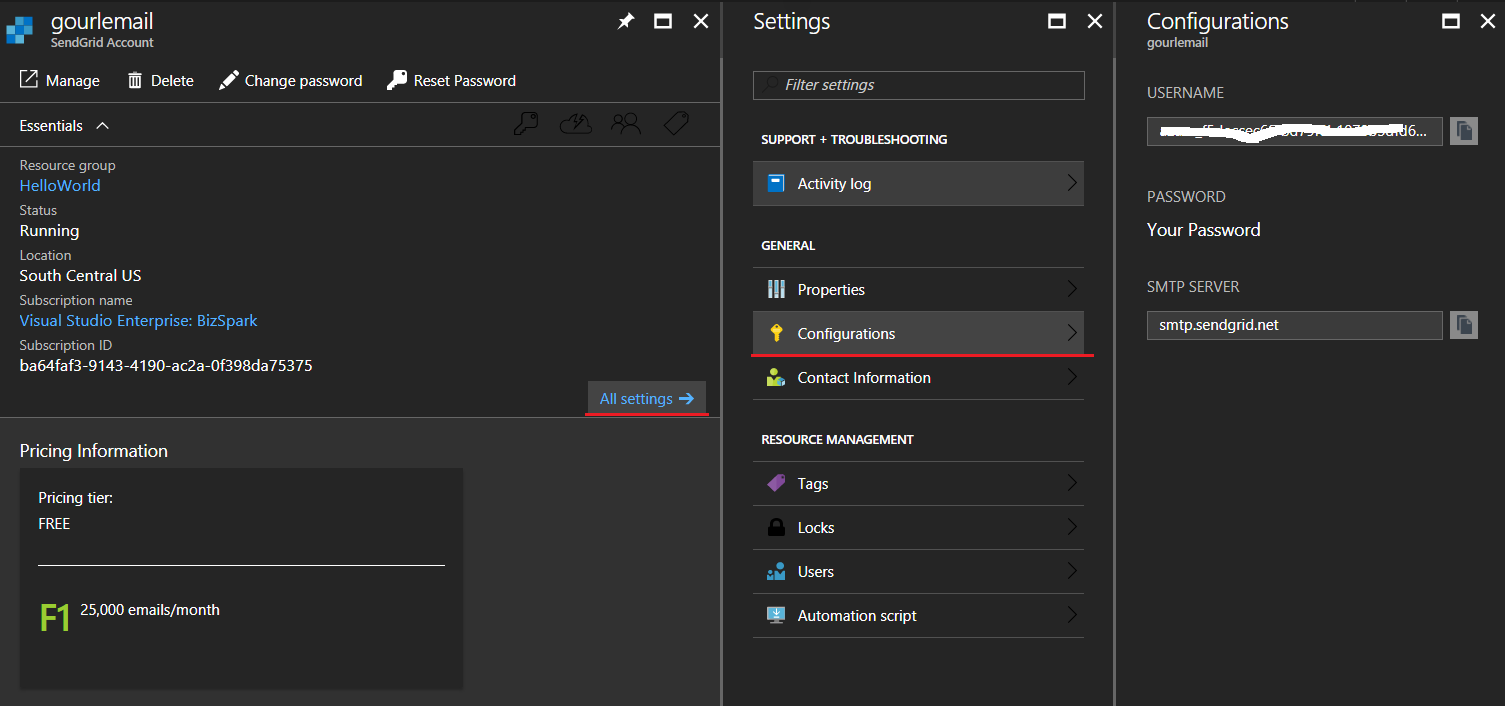 gourlemail
SendGrid Account
Manage
Delete
Change password
Reset Password
Essentials
Resource group
HelloWorld
Status
Running
Location
South Central US
Subscription name
Visual Studio Enterprise: BizSpark
Subscription ID
ba64faf3-9143-4190-ac2a-0f398da75375
All settings
Pricing Information
Pricing tier:
FREE
F1 25,000 emails/month
Settings
Filter settings
SUPPORT + TROUBLESHOOTING
Activity log
GENERAL
Properties
Configurations
Contact Information
RESOURCE MANAGEMENT
Tags
Locks
Users
Automation script
Configurations
gourlemail
USERNAME
PASSWORD
Your Password
SMTP SERVER
smtp.sendgrid.net